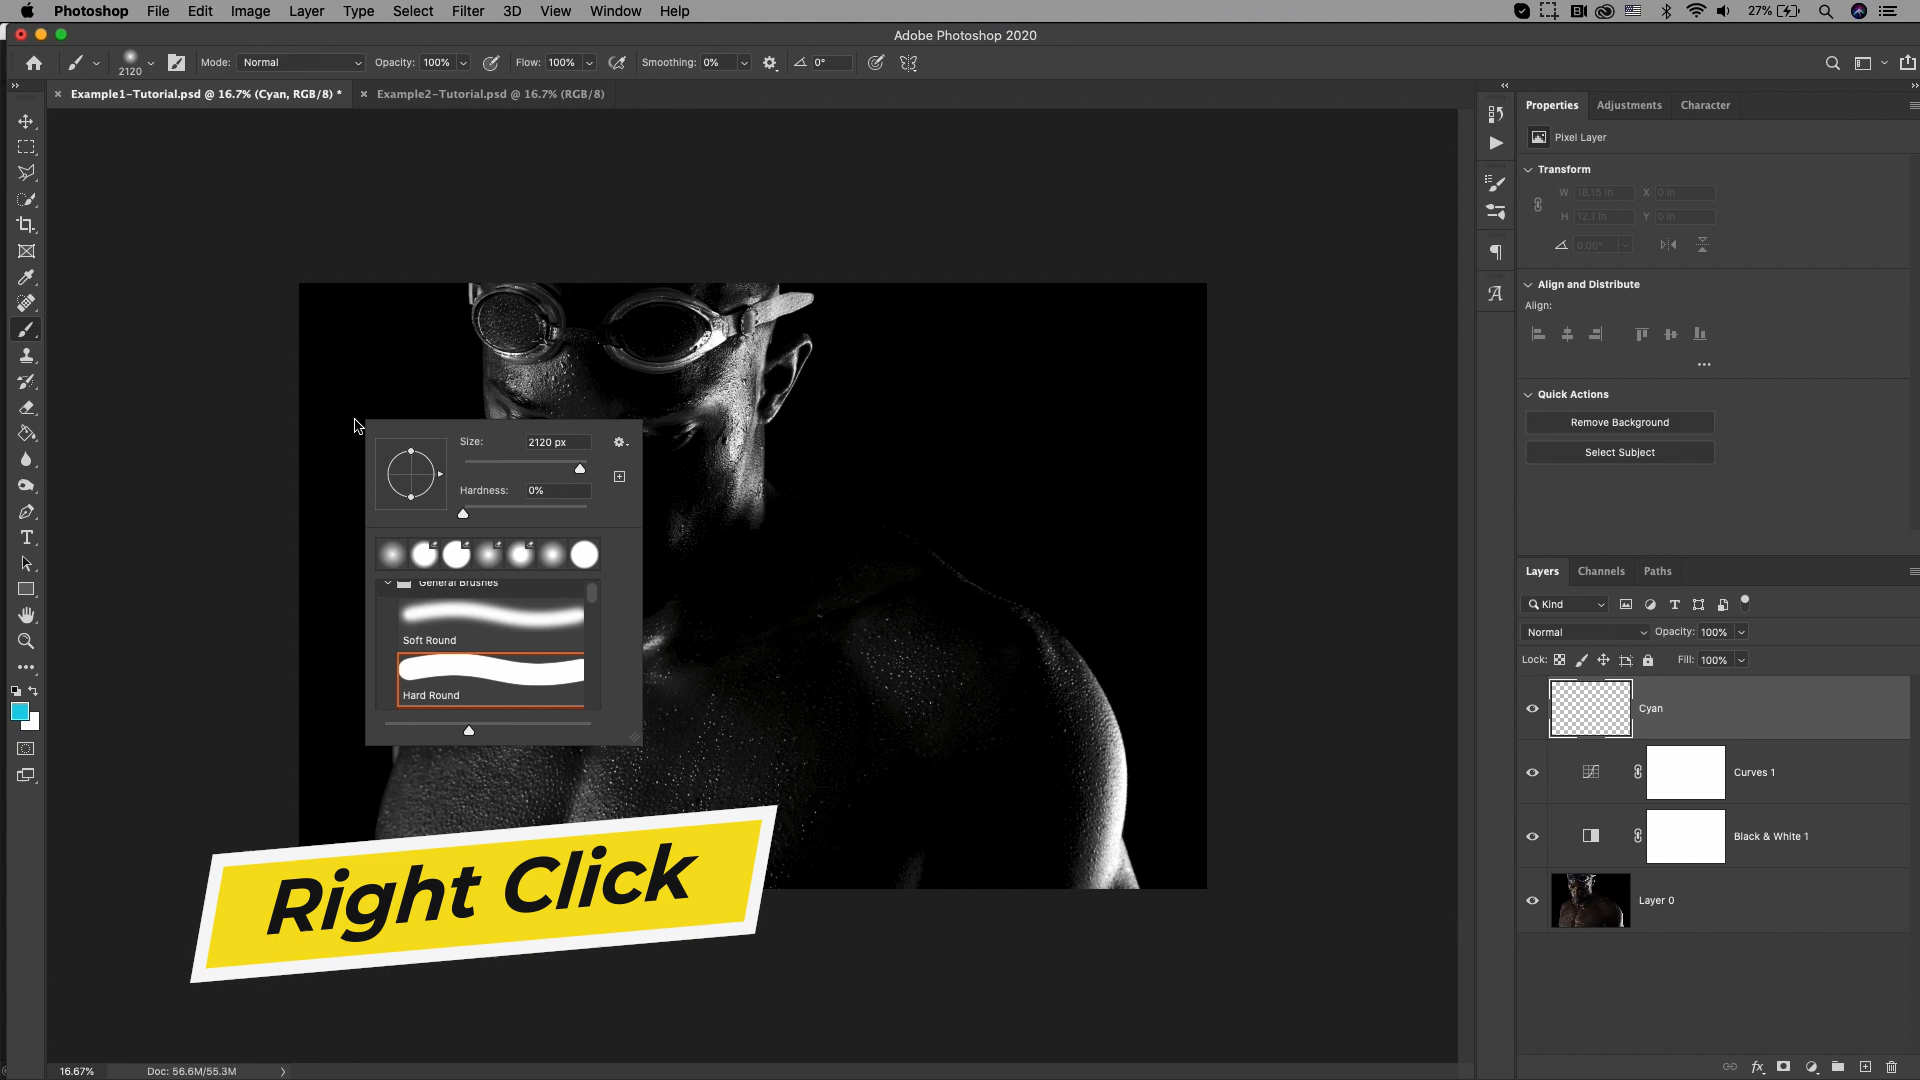 Photoshop File Edit Image Layer Type Select Filter 3D View Window Help
27%
Adobe Photoshop 2020
2120 Mode: Normal Opacity: 100% Flow: 100% Smoothing: 0% 0°
Example1-Tutorial.psd @ 16.7% (Cyan, RGB/8) * Example2-Tutorial.psd @ 16.7% (RGB/8)
Properties Adjustments Character
Pixel Layer
Transform
W 18.15 in X 0 in
H 12.1 in Y 0 in
0.00°
Align and Distribute
Align:
Quick Actions
Remove Background
Select Subject
Size: 2120 px
Hardness: 0%
General Brushes
Soft Round
Hard Round
Right Click
Layers Channels Paths
Kind
Normal Opacity: 100%
Lock: Fill: 100%
Cyan
Curves 1
Black & White 1
Layer 0
16.67% Doc: 56.6M/55.3M